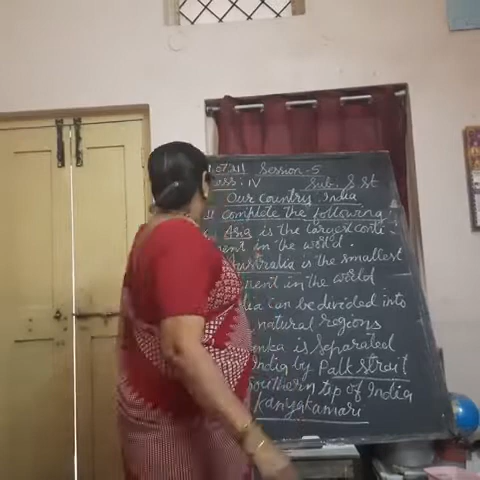 Session-5
: IV Sub: S.St
Our Country India
complete the following
Asia is the largest conti-
nent in the world.
Australia is the smallest
nent in the world
can be divided into
natural regions
is separated
India by Palk strait
Southern tip of India
Kanyakumari